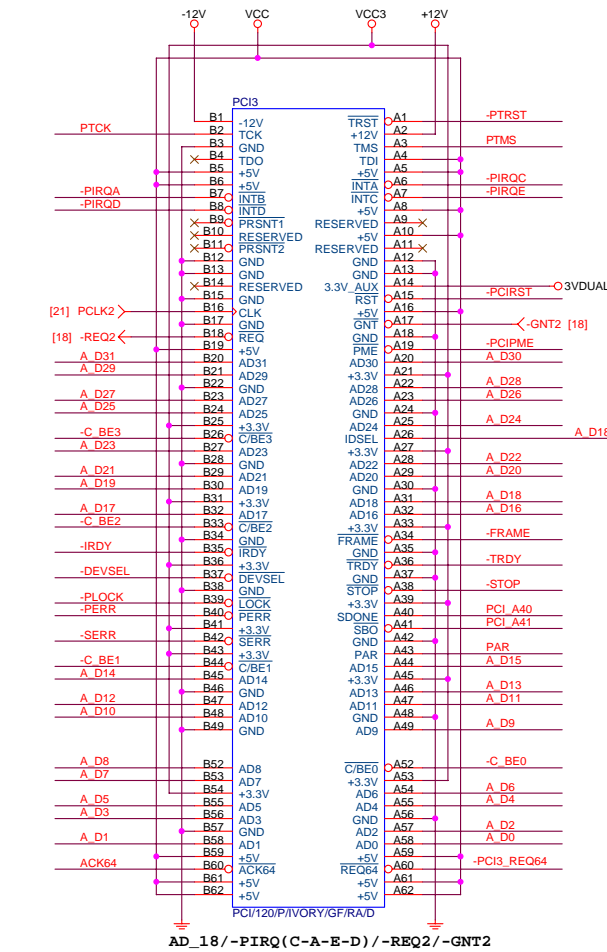 -12V VCC VCC3 +12V
PCI3
B1 -12V TRST A1 -PTRST
PTCK B2 TCK +12V A2
B3 GND TMS A3 PTMS
B4 TDO TDI A4
B5 +5V +5V A5
B6 +5V INTA A6 -PIRQC
-PIRQA B7 INTB INTC A7 -PIRQE
-PIRQD B8 INTD +5V A8
B9 PRSNT1 RESERVED A9
B10 RESERVED +5V A10
B11 PRSNT2 RESERVED A11
B12 GND GND A12
B13 GND GND A13
B14 RESERVED 3.3V_AUX A14 3VDUAL
B15 GND RST A15 -PCIRST
[21] PCLK2 B16 CLK +5V A16
B17 GND GNT A17 -GNT2 [18]
[18] -REQ2 B18 REQ GND A18
B19 +5V PME A19 -PCIPME
A_D31 B20 AD31 AD30 A20 A_D30
A_D29 B21 AD29 +3.3V A21
B22 GND AD28 A22 A_D28
A_D27 B23 AD27 AD26 A23 A_D26
A_D25 B24 AD25 GND A24
B25 +3.3V AD24 A25 A_D24
-C_BE3 B26 C/BE3 IDSEL A26 A_D18
A_D23 B27 AD23 +3.3V A27
B28 GND AD22 A28 A_D22
A_D21 B29 AD21 AD20 A29 A_D20
A_D19 B30 AD19 GND A30
B31 +3.3V AD18 A31 A_D18
A_D17 B32 AD17 AD16 A32 A_D16
-C_BE2 B33 C/BE2 +3.3V A33
B34 GND FRAME A34 -FRAME
-IRDY B35 IRDY GND A35
B36 +3.3V TRDY A36 -TRDY
-DEVSEL B37 DEVSEL GND A37
B38 GND STOP A38 -STOP
-PLOCK B39 LOCK +3.3V A39
-PERR B40 PERR SDONE A40 PCI_A40
B41 +3.3V SBO A41 PCI_A41
-SERR B42 SERR GND A42
B43 +3.3V PAR A43 PAR
-C_BE1 B44 C/BE1 AD15 A44 A_D15
A_D14 B45 AD14 +3.3V A45
B46 GND AD13 A46 A_D13
A_D12 B47 AD12 AD11 A47 A_D11
A_D10 B48 AD10 GND A48
B49 GND AD9 A49 A_D9
A_D8 B52 AD8 C/BE0 A52 -C_BE0
A_D7 B53 AD7 +3.3V A53
B54 +3.3V AD6 A54 A_D6
A_D5 B55 AD5 AD4 A55 A_D4
A_D3 B56 AD3 GND A56
B57 GND AD2 A57 A_D2
A_D1 B58 AD1 AD0 A58 A_D0
B59 +5V +5V A59
ACK64 B60 ACK64 REQ64 A60 -PCI3_REQ64
B61 +5V +5V A61
B62 +5V +5V A62
PCI/120/P/IVORY/GF/RA/D
AD_18/-PIRQ(C-A-E-D)/-REQ2/-GNT2